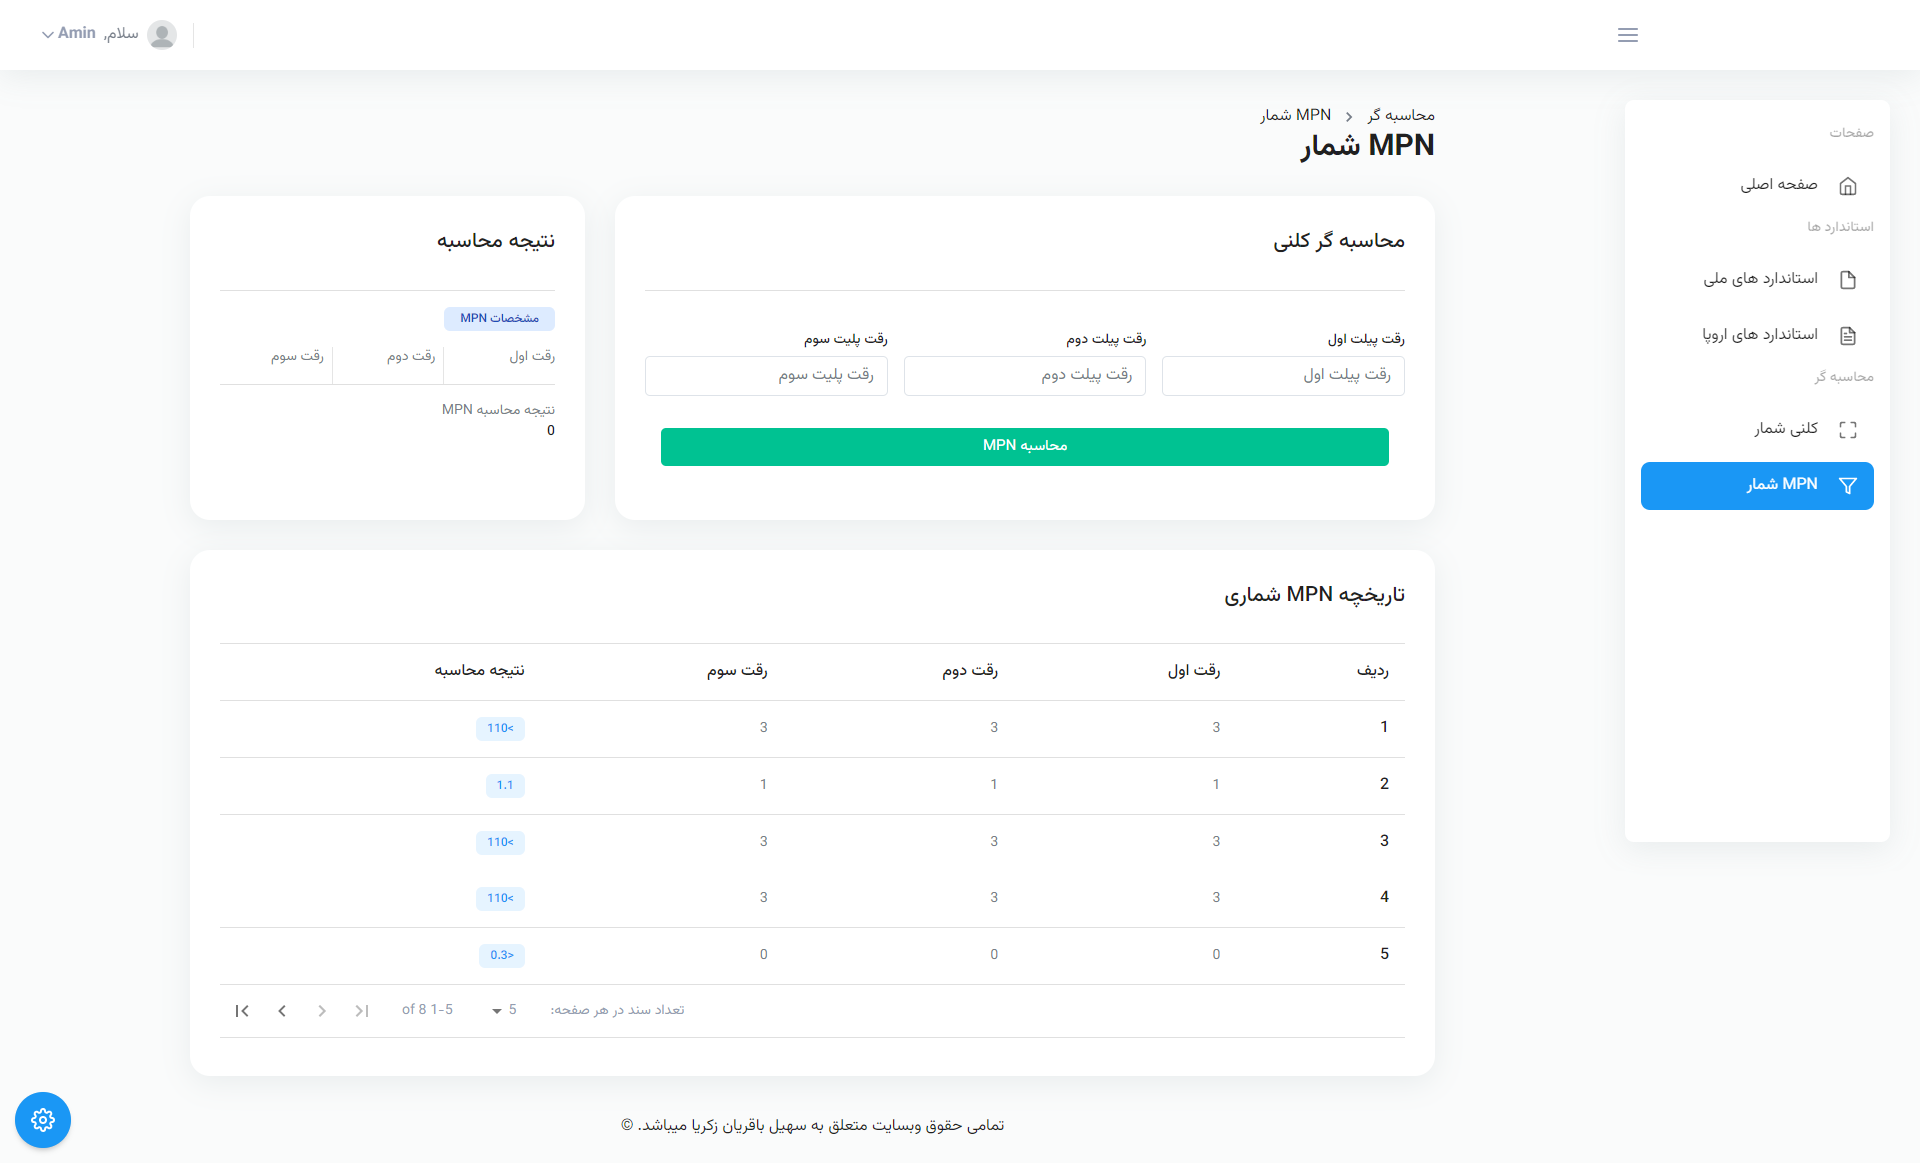 سلام, Amin
صفحات
صفحه اصلی
استاندارد ها
استاندارد های ملی
استاندارد های اروپا
محاسبه گر
کلنی شمار
MPN شمار
محاسبه گر › MPN شمار
MPN شمار
محاسبه گر کلنی
رقت پیلت اول
رقت پیلت دوم
رقت پلیت سوم
رقت پیلت اول
رقت پیلت دوم
رقت پلیت سوم
محاسبه MPN
نتیجه محاسبه
مشخصات MPN
رقت اول
رقت دوم
رقت سوم
نتیجه محاسبه MPN
0
تاریخچه MPN شماری
ردیف رقت اول رقت دوم رقت سوم نتیجه محاسبه
1 3 3 3 110>
2 1 1 1 1.1
3 3 3 3 110>
4 3 3 3 110>
5 0 0 0 0.3<
تعداد سند در هر صفحه: 5 of 8 1-5
تمامی حقوق وبسایت متعلق به سهیل باقریان زکریا میباشد. ©